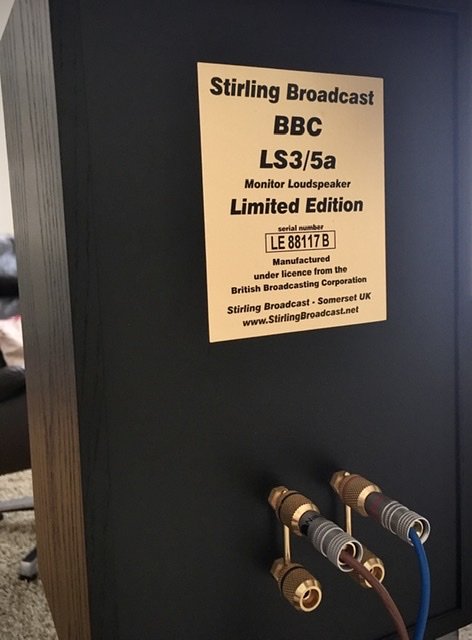 Stirling Broadcast
BBC
LS3/5a
Monitor Loudspeaker
Limited Edition
serial number
LE 88117 B
Manufactured
under licence from the
British Broadcasting Corporation
Stirling Broadcast - Somerset UK
www.StirlingBroadcast.net